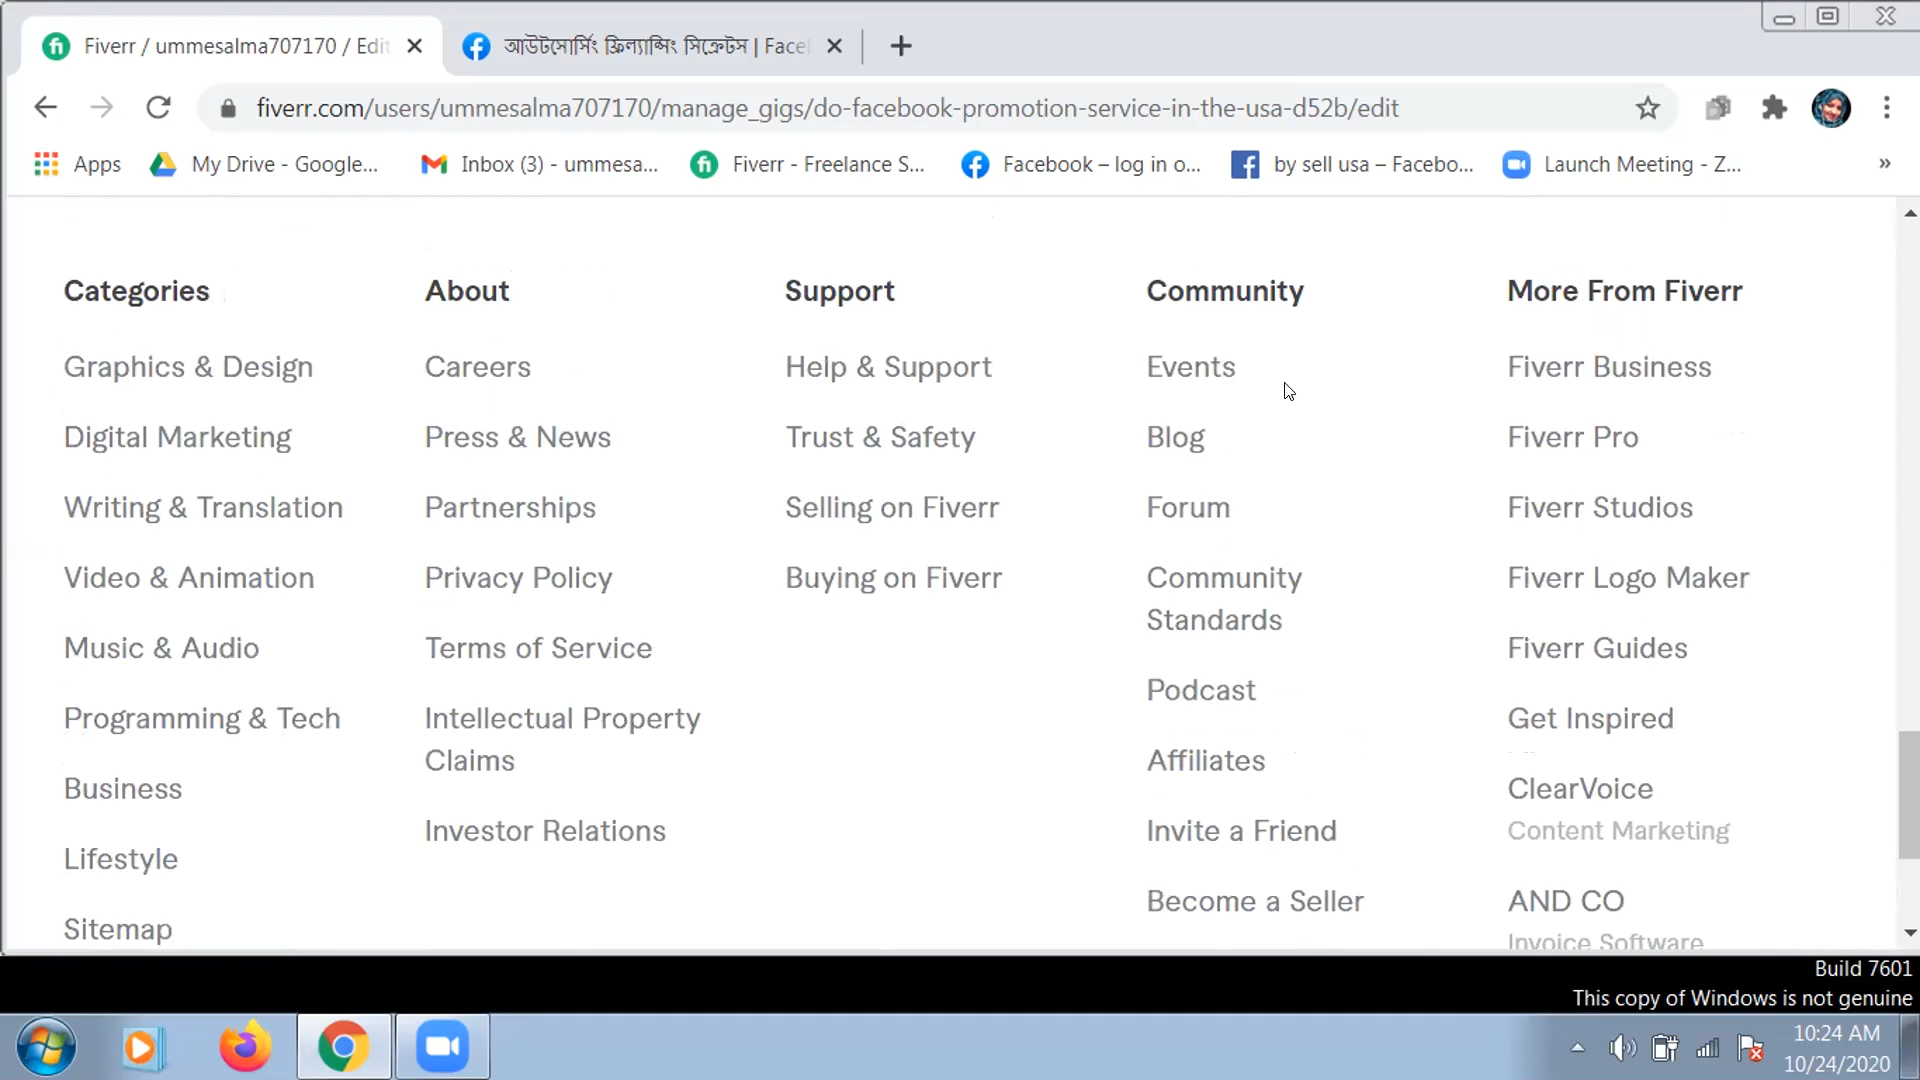 Fiverr / ummesalma707170 / Edit
আউটসোর্সিং ফ্রিল্যান্সিং সিক্রেটস | Face
fiverr.com/users/ummesalma707170/manage_gigs/do-facebook-promotion-service-in-the-usa-d52b/edit
Apps
My Drive - Google...
Inbox (3) - ummesa...
Fiverr - Freelance S...
Facebook – log in o...
by sell usa – Facebo...
Launch Meeting - Z...
»
Categories
Graphics & Design
Digital Marketing
Writing & Translation
Video & Animation
Music & Audio
Programming & Tech
Business
Lifestyle
Sitemap
About
Careers
Press & News
Partnerships
Privacy Policy
Terms of Service
Intellectual Property
Claims
Investor Relations
Support
Help & Support
Trust & Safety
Selling on Fiverr
Buying on Fiverr
Community
Events
Blog
Forum
Community
Standards
Podcast
Affiliates
Invite a Friend
Become a Seller
More From Fiverr
Fiverr Business
Fiverr Pro
Fiverr Studios
Fiverr Logo Maker
Fiverr Guides
Get Inspired
ClearVoice
Content Marketing
AND CO
Invoice Software
Build 7601
This copy of Windows is not genuine
10:24 AM
10/24/2020